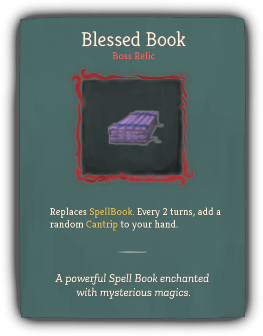 Blessed Book
Boss Relic
Replaces SpellBook. Every 2 turns, add a
random Cantrip to your hand.
A powerful Spell Book enchanted
with mysterious magics.